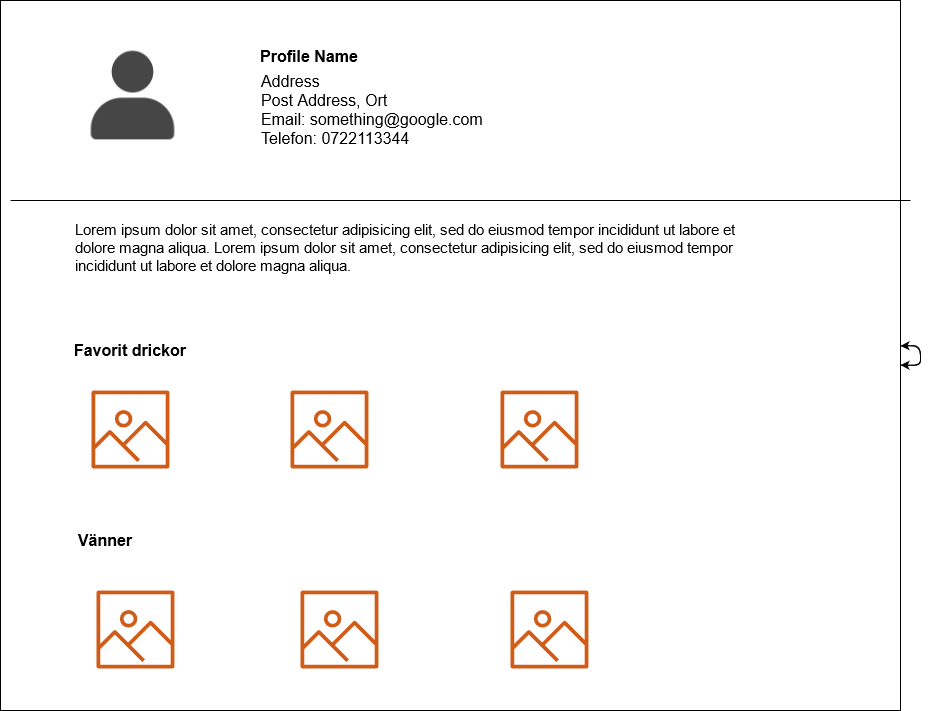 Profile Name
Address
Post Address, Ort
Email: something@google.com
Telefon: 0722113344
Lorem ipsum dolor sit amet, consectetur adipisicing elit, sed do eiusmod tempor incididunt ut labore et
dolore magna aliqua. Lorem ipsum dolor sit amet, consectetur adipisicing elit, sed do eiusmod tempor
incididunt ut labore et dolore magna aliqua.
Favorit drickor
Vänner